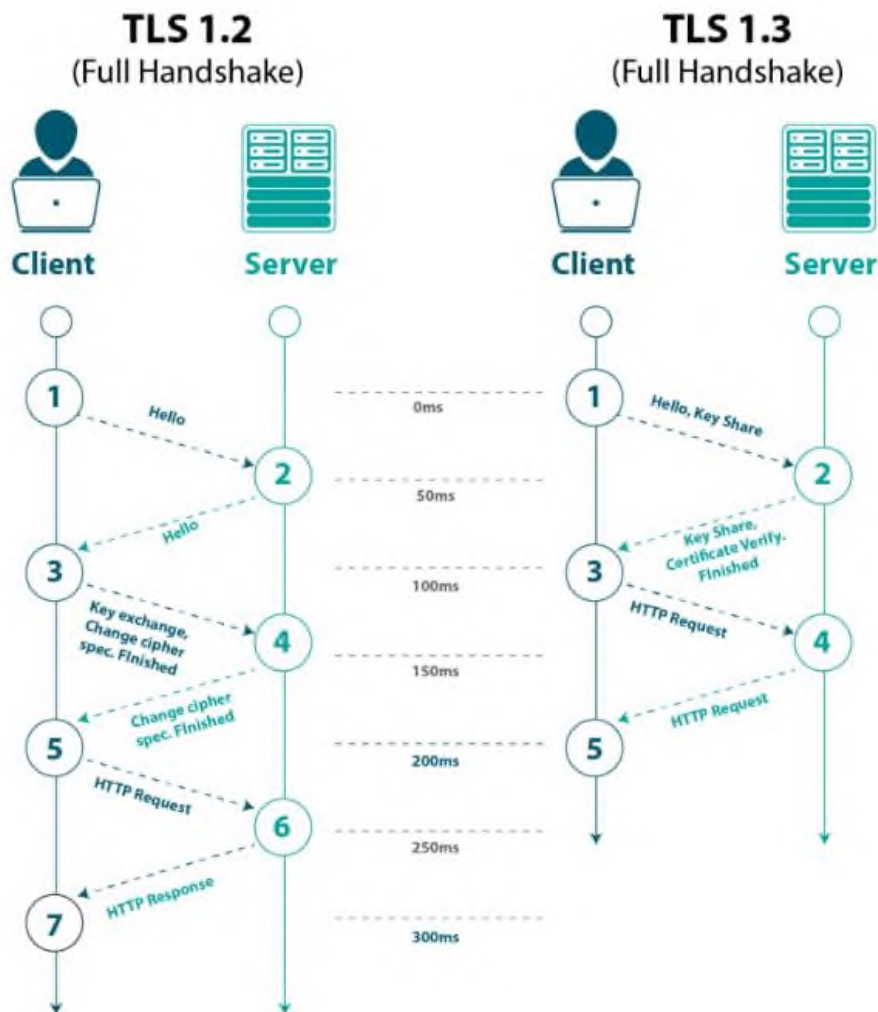 TLS 1.2
(Full Handshake)
Client
Server
1
Hello
2
Hello
3
Key exchange,
Change cipher
spec. FInished
4
Change cipher
spec. FInished
5
HTTP Request
6
HTTP Response
7
0ms
50ms
100ms
150ms
200ms
250ms
300ms
TLS 1.3
(Full Handshake)
Client
Server
1
Hello, Key Share
2
Key Share,
Certificate Verify.
FInished
3
HTTP Request
4
HTTP Request
5